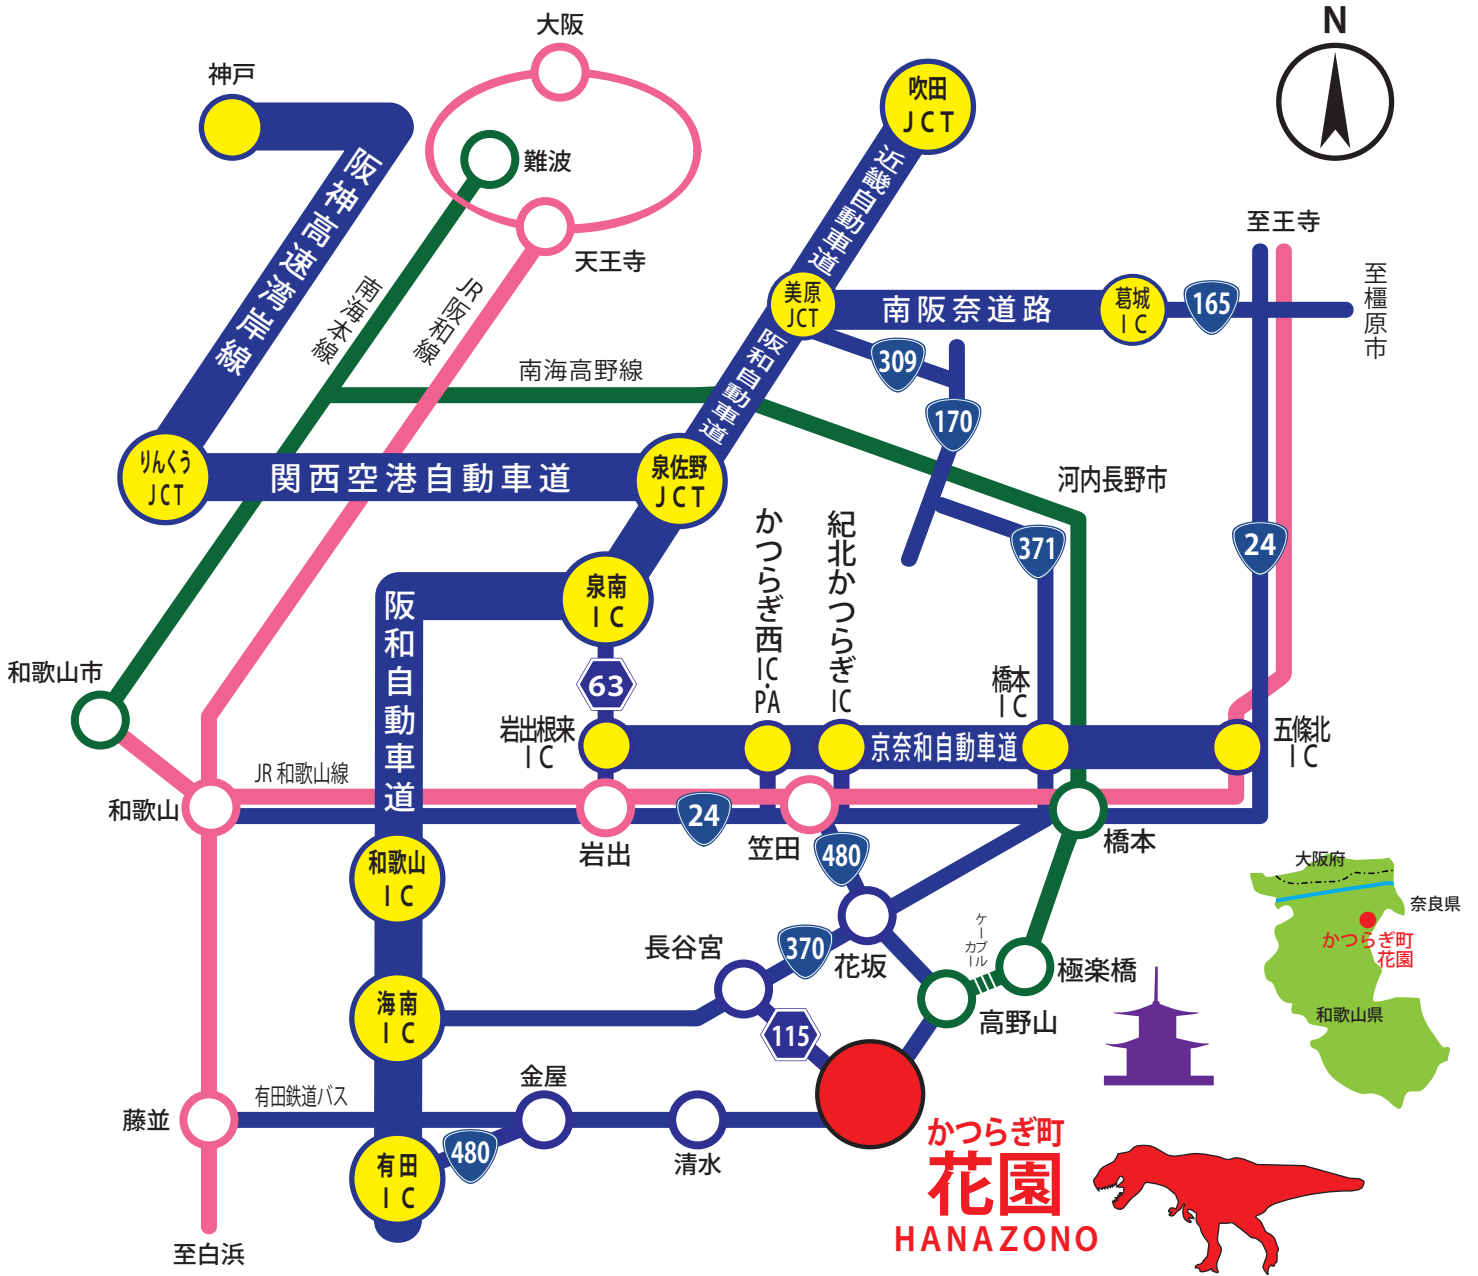 N
大阪
神戸
吹田
JCT
難波
阪神高速湾岸線
近畿自動車道
天王寺
至王寺
至橿原市
南海本線
JR阪和線
美原
JCT
南阪奈道路
葛城
IC
165
309
南海高野線
阪和自動車道
170
りんくう
JCT
関西空港自動車道
泉佐野
JCT
河内長野市
かつらぎ西IC・PA
紀北かつらぎIC
371
24
泉南
IC
阪和自動車道
63
和歌山市
橋本
IC
岩出根来
IC
京奈和自動車道
五條北
IC
JR和歌山線
和歌山
24
岩出
笠田
480
橋本
和歌山
IC
大阪府
奈良県
かつらぎ町
花園
和歌山県
ケーブル
カー
長谷宮
370
花坂
極楽橋
高野山
海南
IC
115
金屋
有田鉄道バス
藤並
480
清水
有田
IC
かつらぎ町
花園
HANAZONO
至白浜